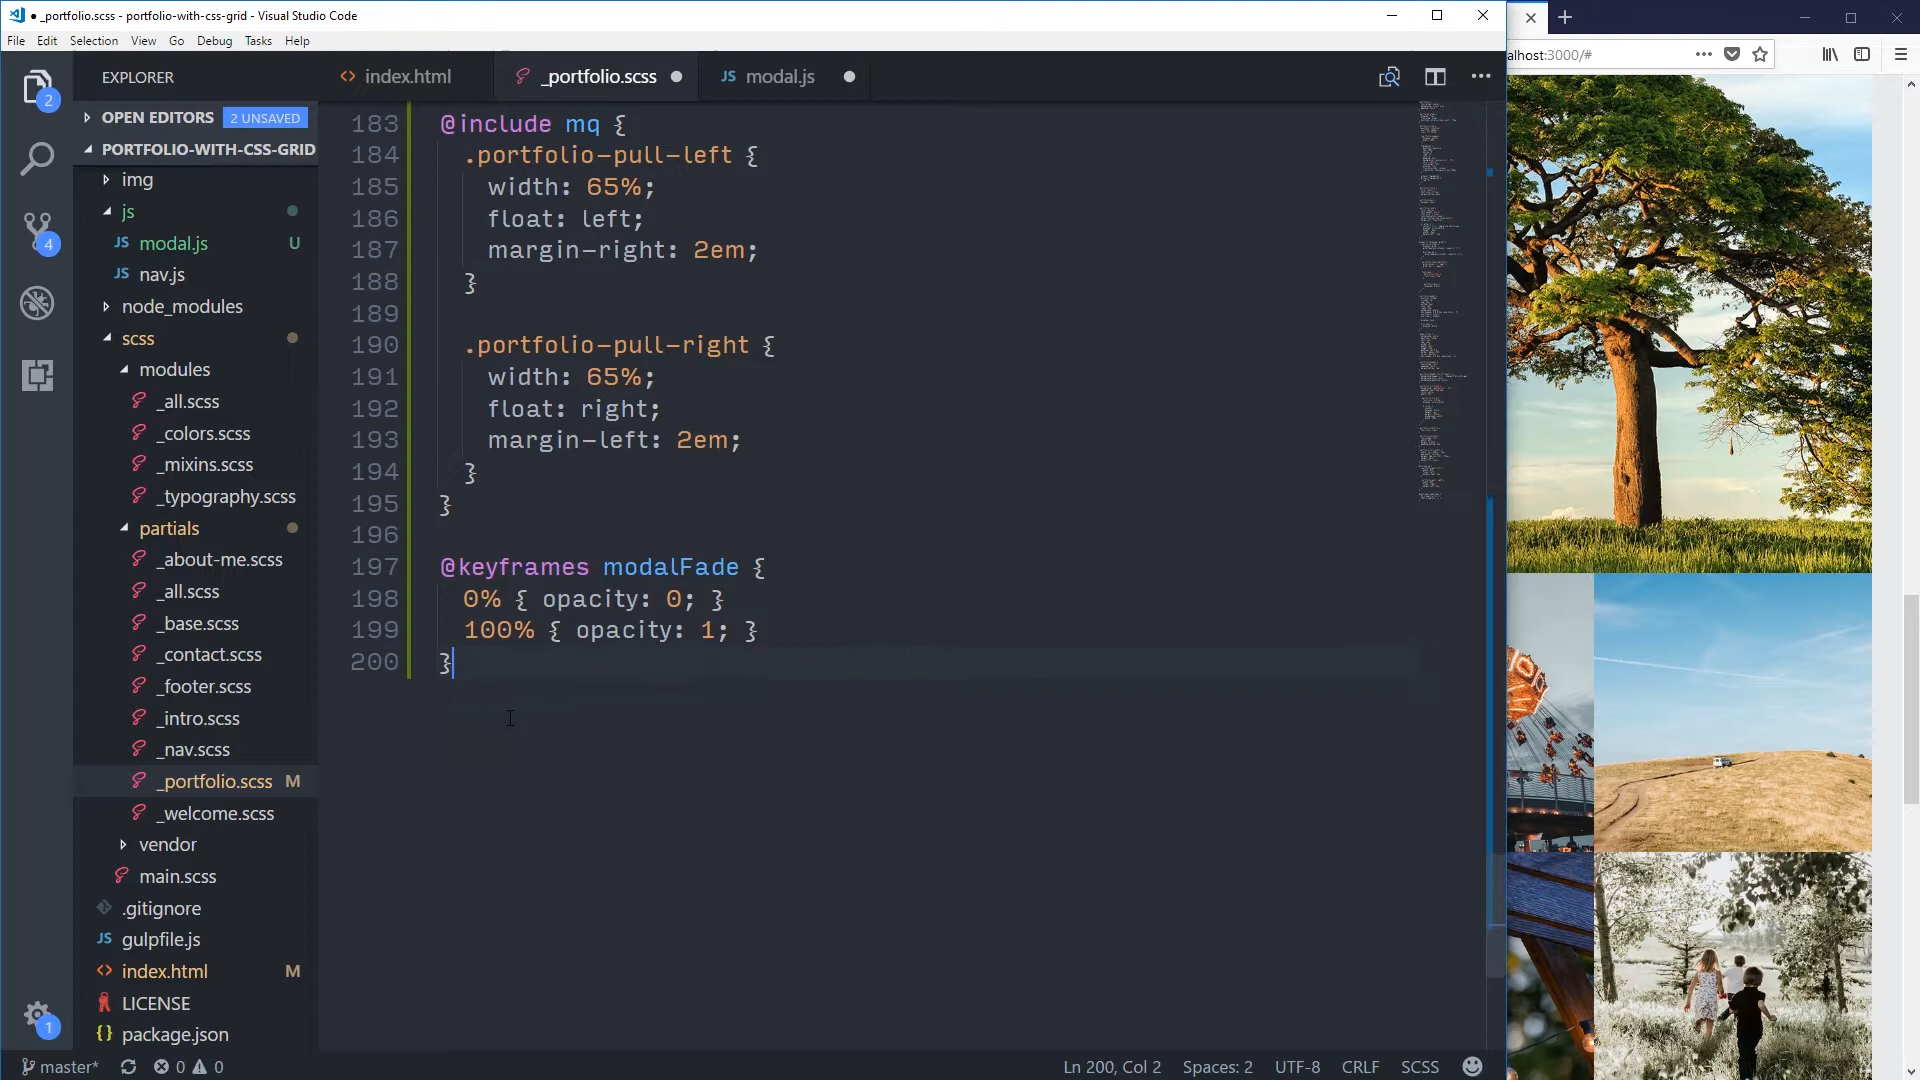 _portfolio.scss - portfolio-with-css-grid - Visual Studio Code
File Edit Selection View Go Debug Tasks Help
EXPLORER
index.html
_portfolio.scss
JS modal.js
alhost:3000/#
OPEN EDITORS 2 UNSAVED
PORTFOLIO-WITH-CSS-GRID
img
js
JS modal.js U
JS nav.js
node_modules
scss
modules
_all.scss
_colors.scss
_mixins.scss
_typography.scss
partials
_about-me.scss
_all.scss
_base.scss
_contact.scss
_footer.scss
_intro.scss
_nav.scss
_portfolio.scss M
_welcome.scss
vendor
main.scss
.gitignore
JS gulpfile.js
index.html M
LICENSE
package.json
2
4
1
183 @include mq {
184 .portfolio-pull-left {
185 width: 65%;
186 float: left;
187 margin-right: 2em;
188 }
189
190 .portfolio-pull-right {
191 width: 65%;
192 float: right;
193 margin-left: 2em;
194 }
195 }
196
197 @keyframes modalFade {
198 0% { opacity: 0; }
199 100% { opacity: 1; }
200 }
master* 0 0 Ln 200, Col 2 Spaces: 2 UTF-8 CRLF SCSS